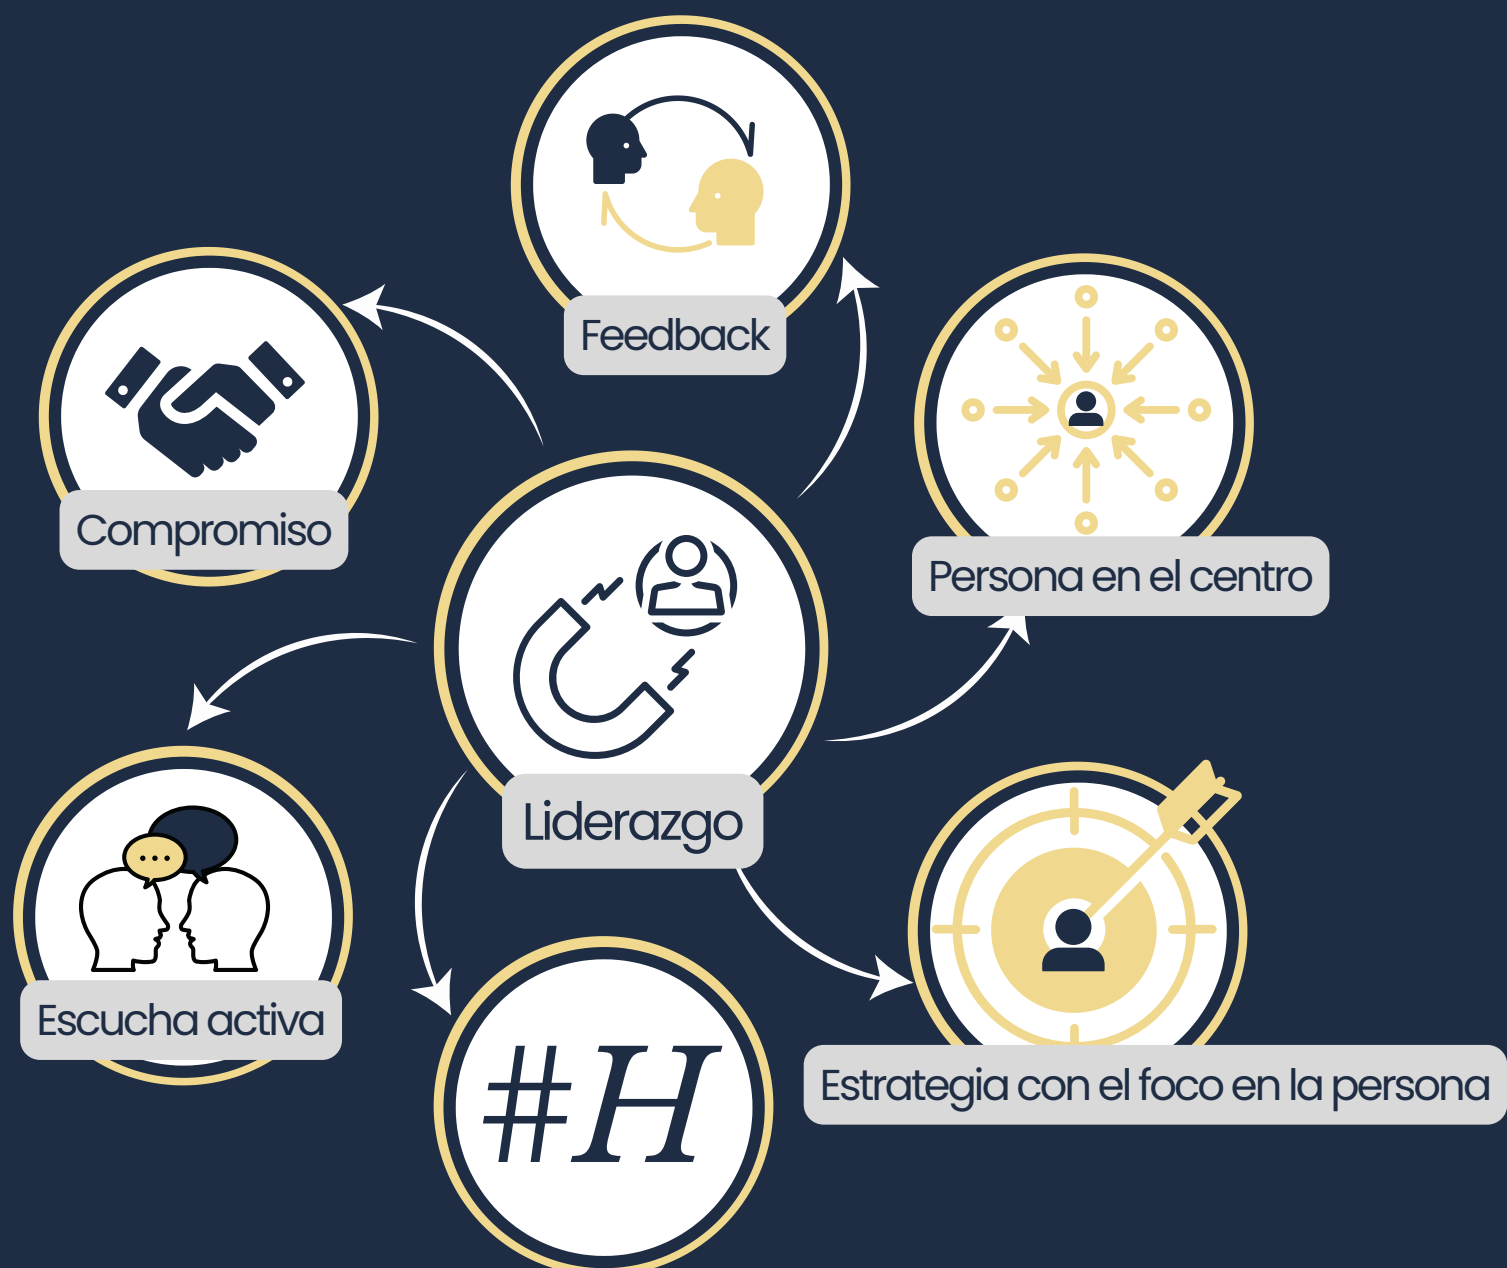 Feedback
Compromiso
Persona en el centro
Liderazgo
Escucha activa
#H
Estrategia con el foco en la persona